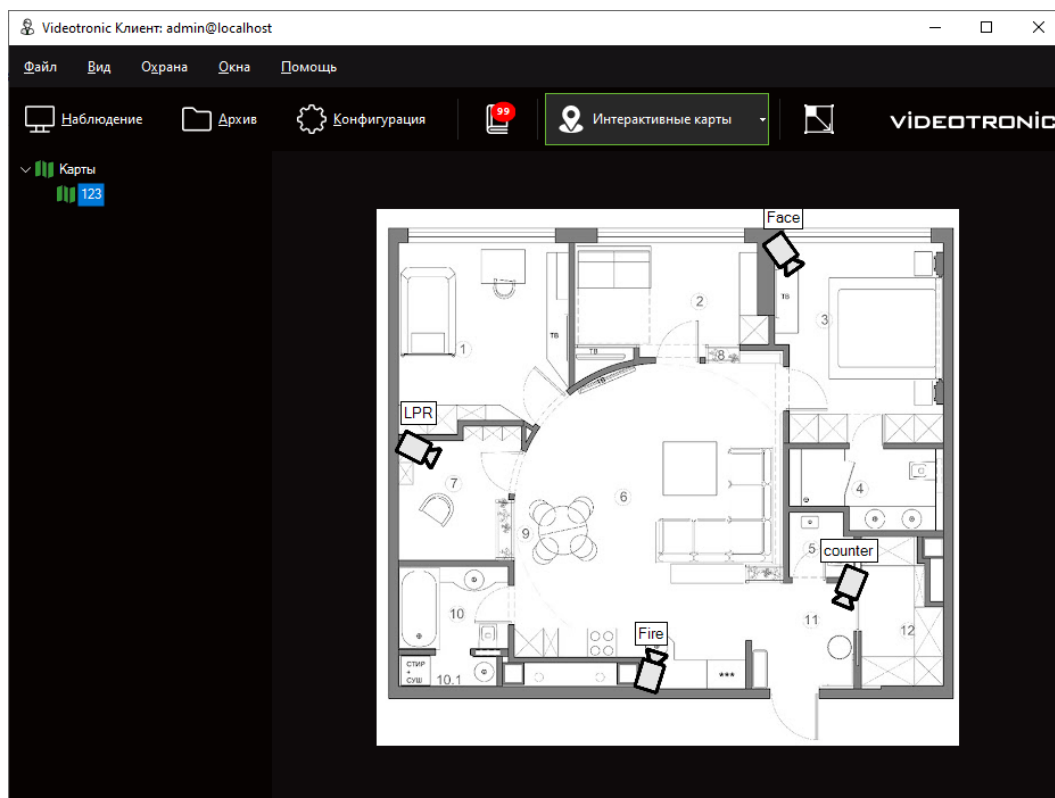 Videotronic Клиент: admin@localhost
Файл Вид Охрана Окна Помощь
Наблюдение Архив Конфигурация 99 Интерактивные карты VIDEOTRONIC
Карты
123
Face
2
ТВ
3
ТВ
1
ТВ
8
ТВ
LPR
7
6
4
9
5
counter
10
11
12
Fire
СТИР
+
СУШ
10.1
***